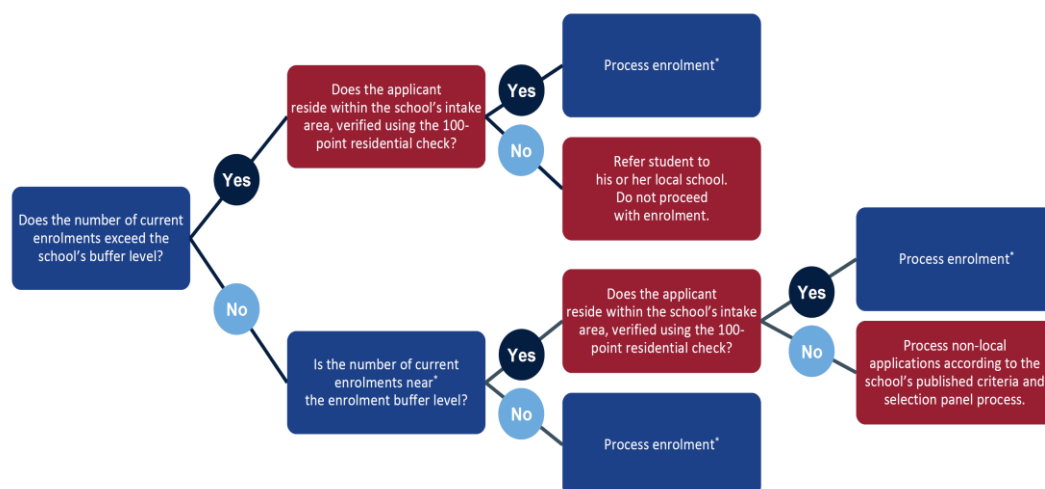 Does the number of current
enrolments exceed the
school's buffer level?
Yes
Does the applicant
reside within the school's intake
area, verified using the 100-
point residential check?
Yes
Process enrolment*
No
Refer student to
his or her local school.
Do not proceed
with enrolment.
No
Is the number of current
enrolments near*
the enrolment buffer level?
Yes
Does the applicant
reside within the school's intake
area, verified using the 100-
point residential check?
Yes
Process enrolment*
No
Process non-local
applications according to the
school's published criteria and
selection panel process.
No
Process enrolment*